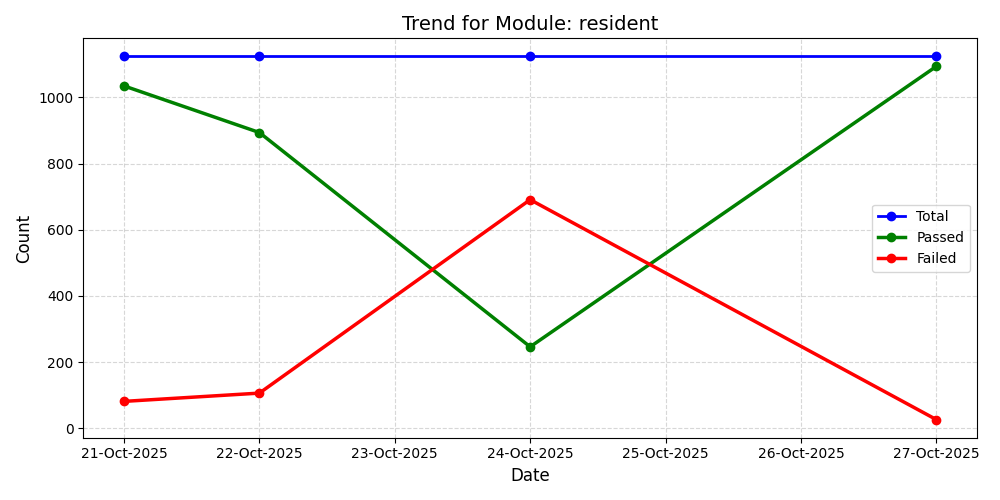 Trend for Module: resident
Count
1000
800
600
400
200
0
Total
Passed
Failed
21-Oct-2025 22-Oct-2025 23-Oct-2025 24-Oct-2025 25-Oct-2025 26-Oct-2025 27-Oct-2025
Date